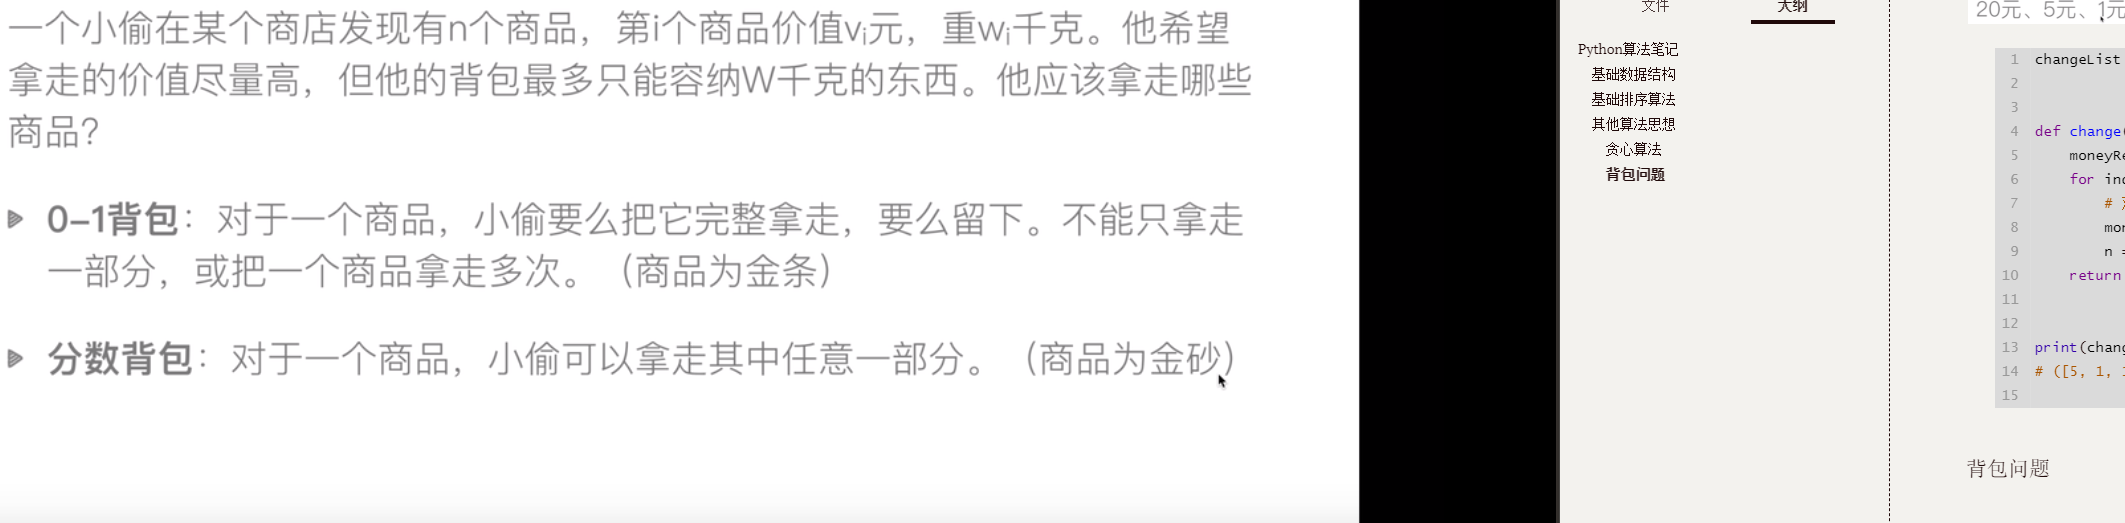 一个小偷在某个商店发现有n个商品，第i个商品价值vᵢ元，重wᵢ千克。他希望
拿走的价值尽量高，但他的背包最多只能容纳W千克的东西。他应该拿走哪些
商品？
0-1背包：对于一个商品，小偷要么把它完整拿走，要么留下。不能只拿走
一部分，或把一个商品拿走多次。（商品为金条）
分数背包：对于一个商品，小偷可以拿走其中任意一部分。（商品为金砂）
文件
大纲
Python算法笔记
基础数据结构
基础排序算法
其他算法思想
贪心算法
背包问题
20元、5元、1元
1 changeList
2
3
4 def change
5 moneyRe
6 for ind
7 #
8 mon
9 n =
10 return
11
12
13 print(chang
14 # ([5, 1,
15
背包问题